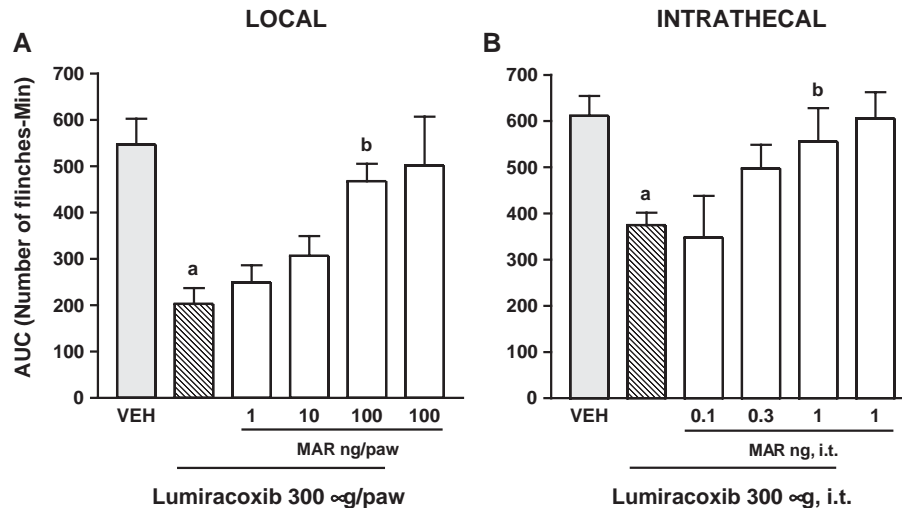 LOCAL
INTRATHECAL
A
B
AUC (Number of flinches-Min)
700
600
500
400
300
200
100
0
a
b
VEH
1
10
100
100
MAR ng/paw
Lumiracoxib 300 ∝g/paw
700
600
500
400
300
200
100
0
a
b
VEH
0.1
0.3
1
1
MAR ng, i.t.
Lumiracoxib 300 ∝g, i.t.